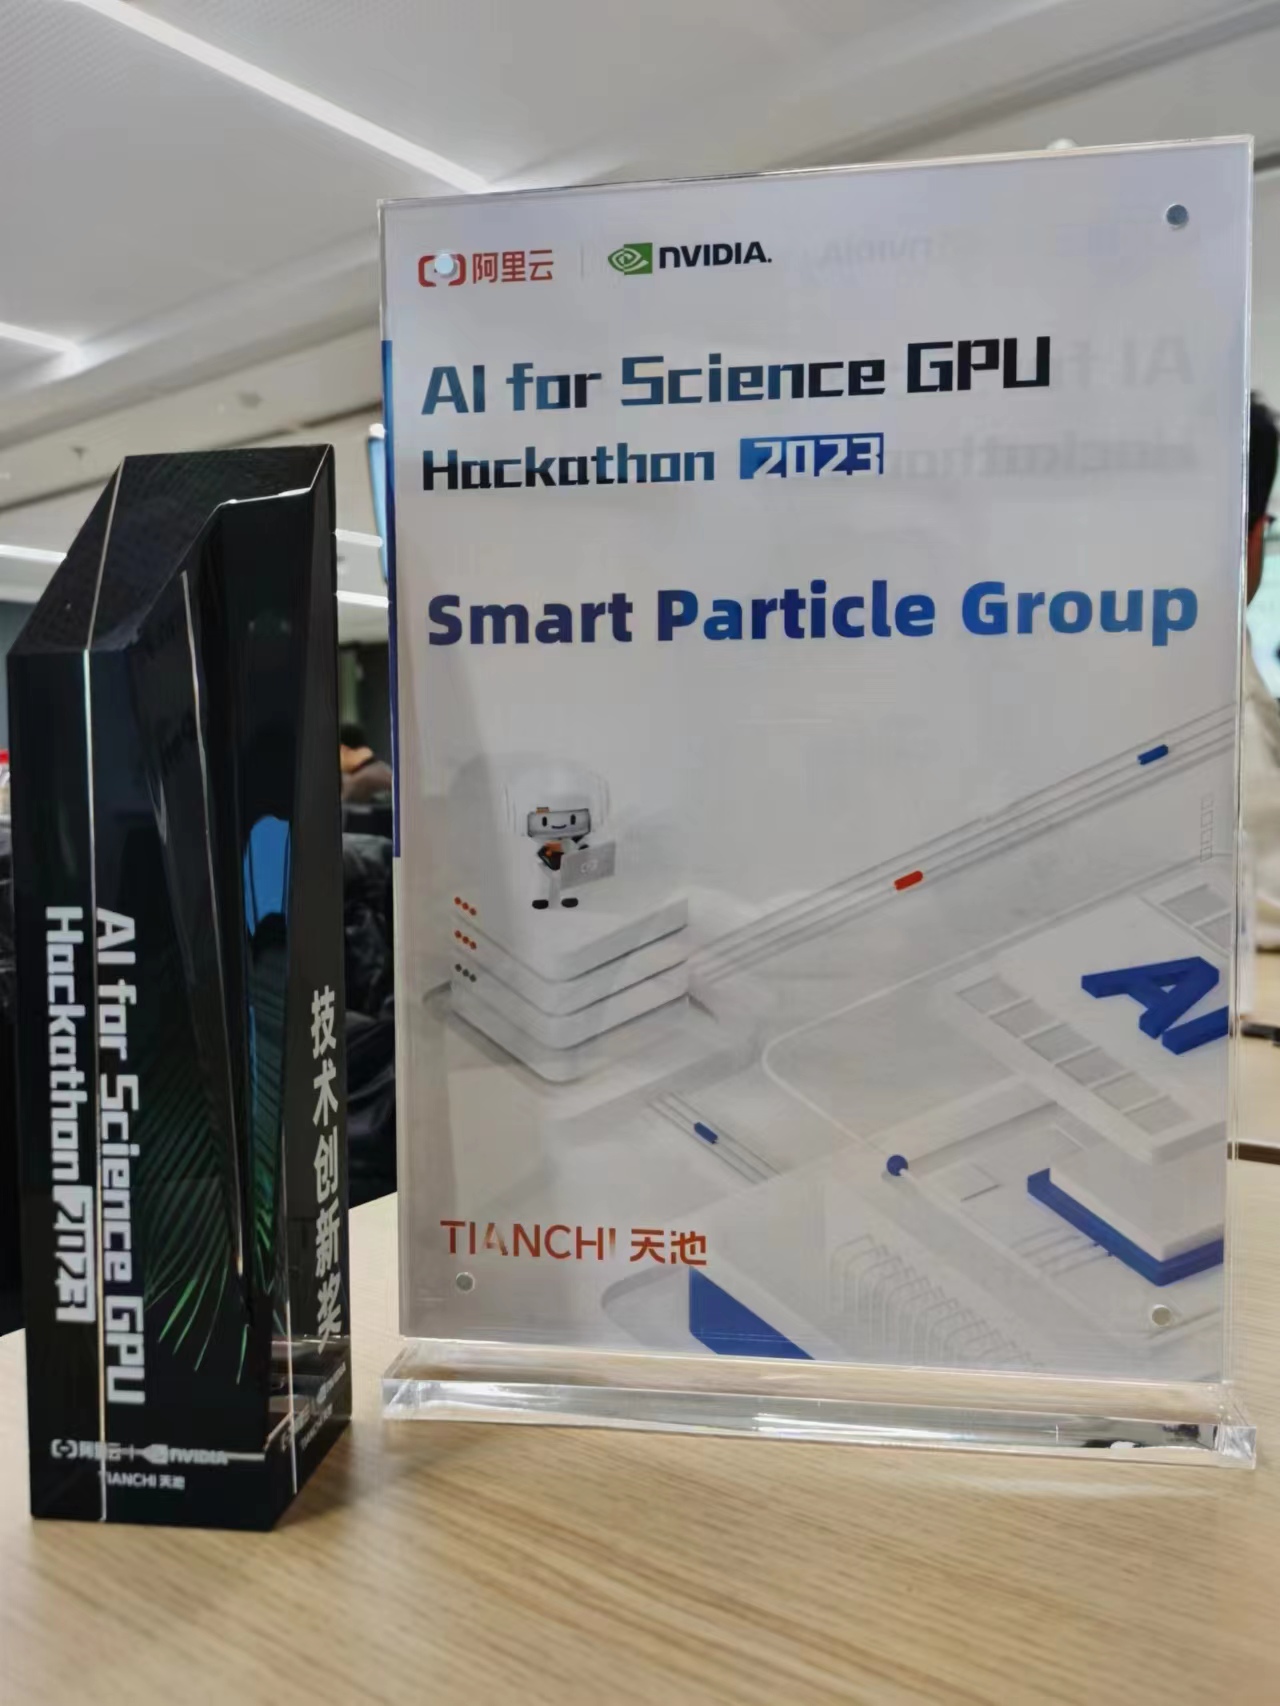 阿里云 NVIDIA.
AI for Science GPU
Hackathon 2023
Smart Particle Group
AI
TIANCHI 天池
AI for Science GPU
Hackathon 2023
阿里云 NVIDIA
TIANCHI 天池
技术创新奖